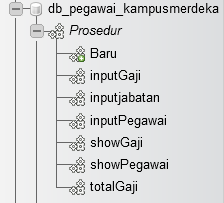 db_pegawai_kampusmerdeka
Prosedur
Baru
inputGaji
inputjabatan
inputPegawai
showGaji
showPegawai
totalGaji